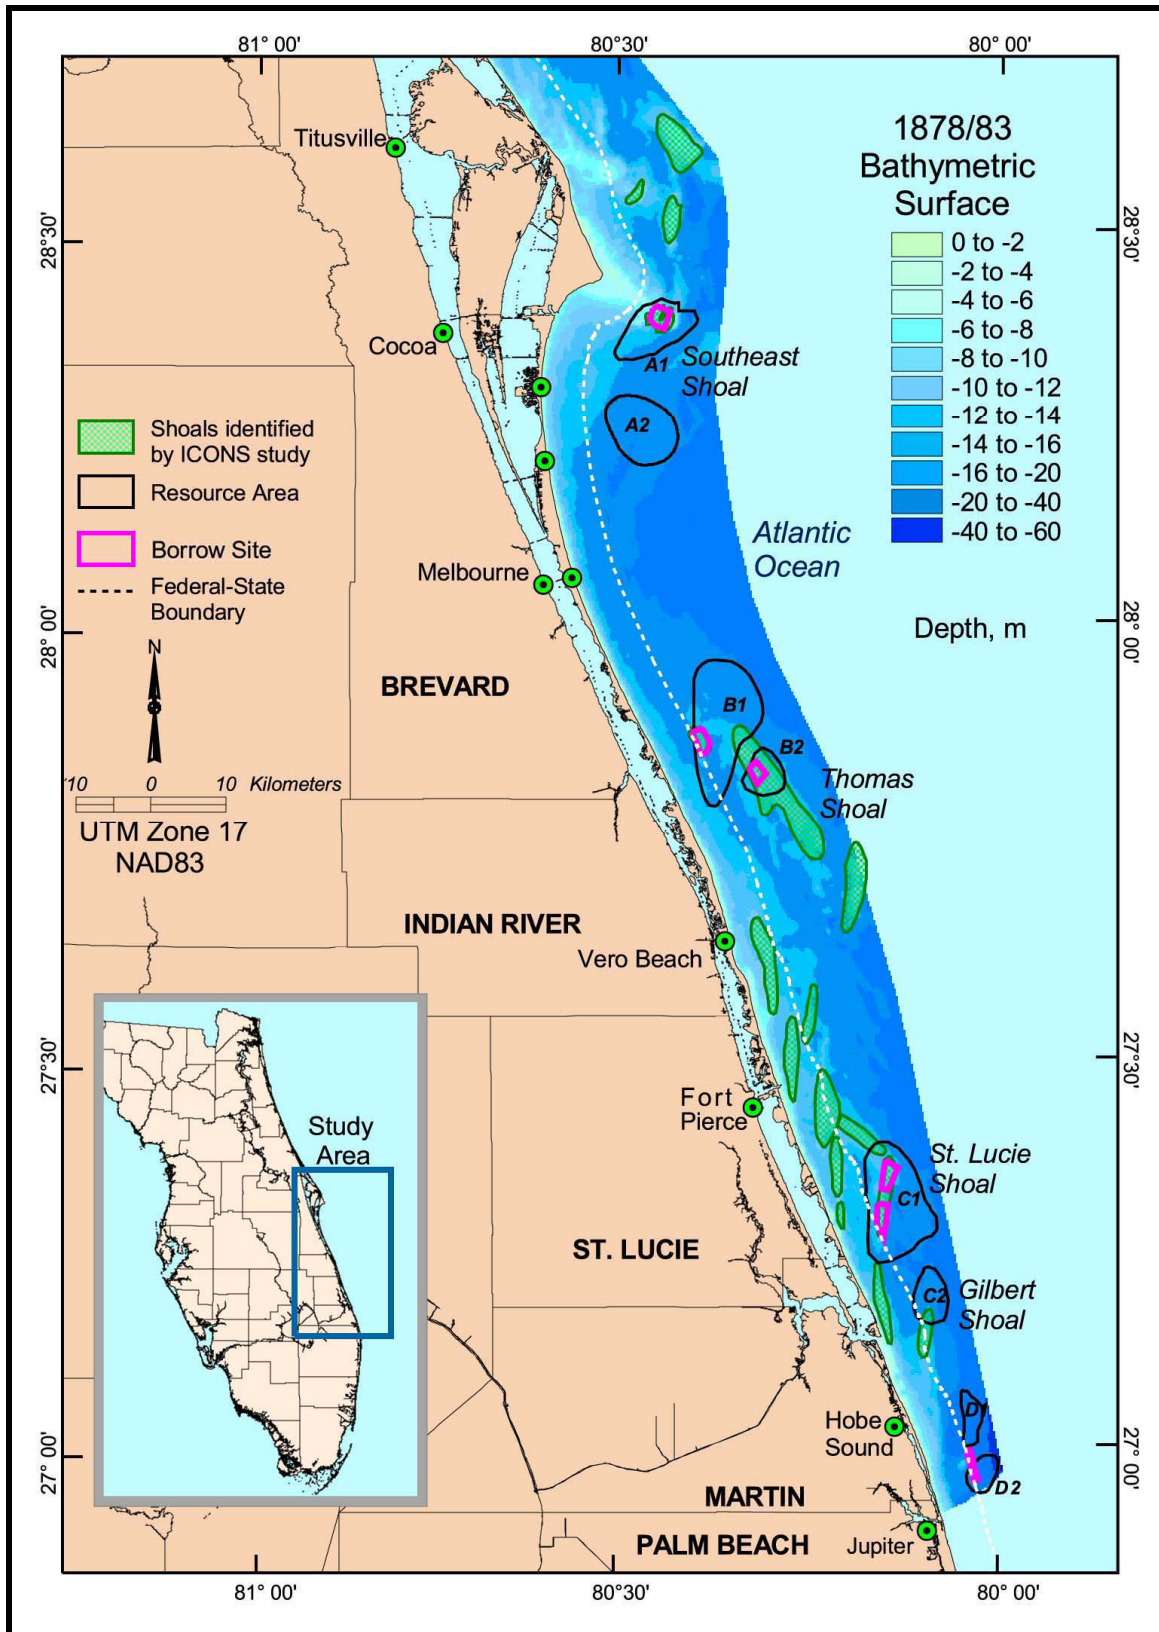 81° 00'
80° 30'
80° 00'
1878/83
Bathymetric
Surface
0 to -2
-2 to -4
-4 to -6
-6 to -8
-8 to -10
-10 to -12
-12 to -14
-14 to -16
-16 to -20
-20 to -40
-40 to -60
Depth, m
Titusville
28° 30'
28° 30'
Cocoa
A1
Southeast
Shoal
A2
Shoals identified
by ICONS study
Resource Area
Borrow Site
Federal-State
Boundary
Atlantic
Ocean
Melbourne
28° 00'
28° 00'
N
BREVARD
B1
B2
Thomas
Shoal
10 0 10 Kilometers
UTM Zone 17
NAD83
INDIAN RIVER
Vero Beach
27° 30'
27° 30'
Fort
Pierce
Study
Area
St. Lucie
Shoal
C1
ST. LUCIE
C2
Gilbert
Shoal
D1
Hobe
Sound
27° 00'
27° 00'
D2
MARTIN
PALM BEACH
Jupiter
81° 00'
80° 30'
80° 00'